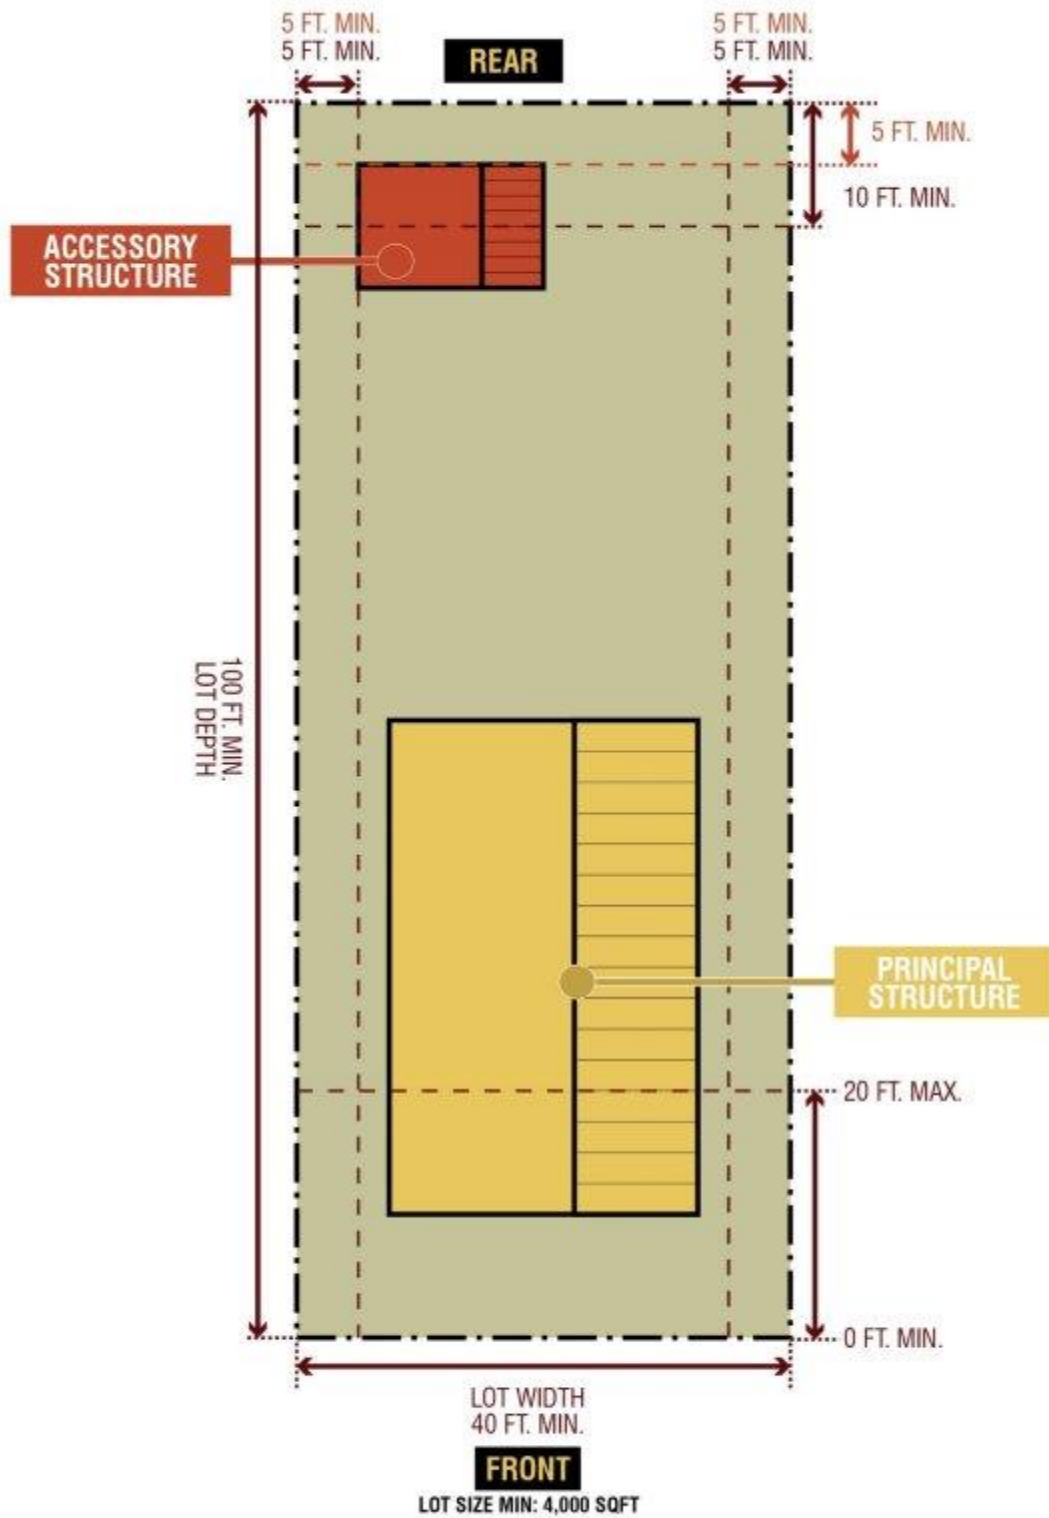 5 FT. MIN.
5 FT. MIN.
REAR
5 FT. MIN.
5 FT. MIN.
5 FT. MIN.
10 FT. MIN.
ACCESSORY
STRUCTURE
100 FT. MIN.
LOT DEPTH
PRINCIPAL
STRUCTURE
20 FT. MAX.
0 FT. MIN.
LOT WIDTH
40 FT. MIN.
FRONT
LOT SIZE MIN: 4,000 SQFT